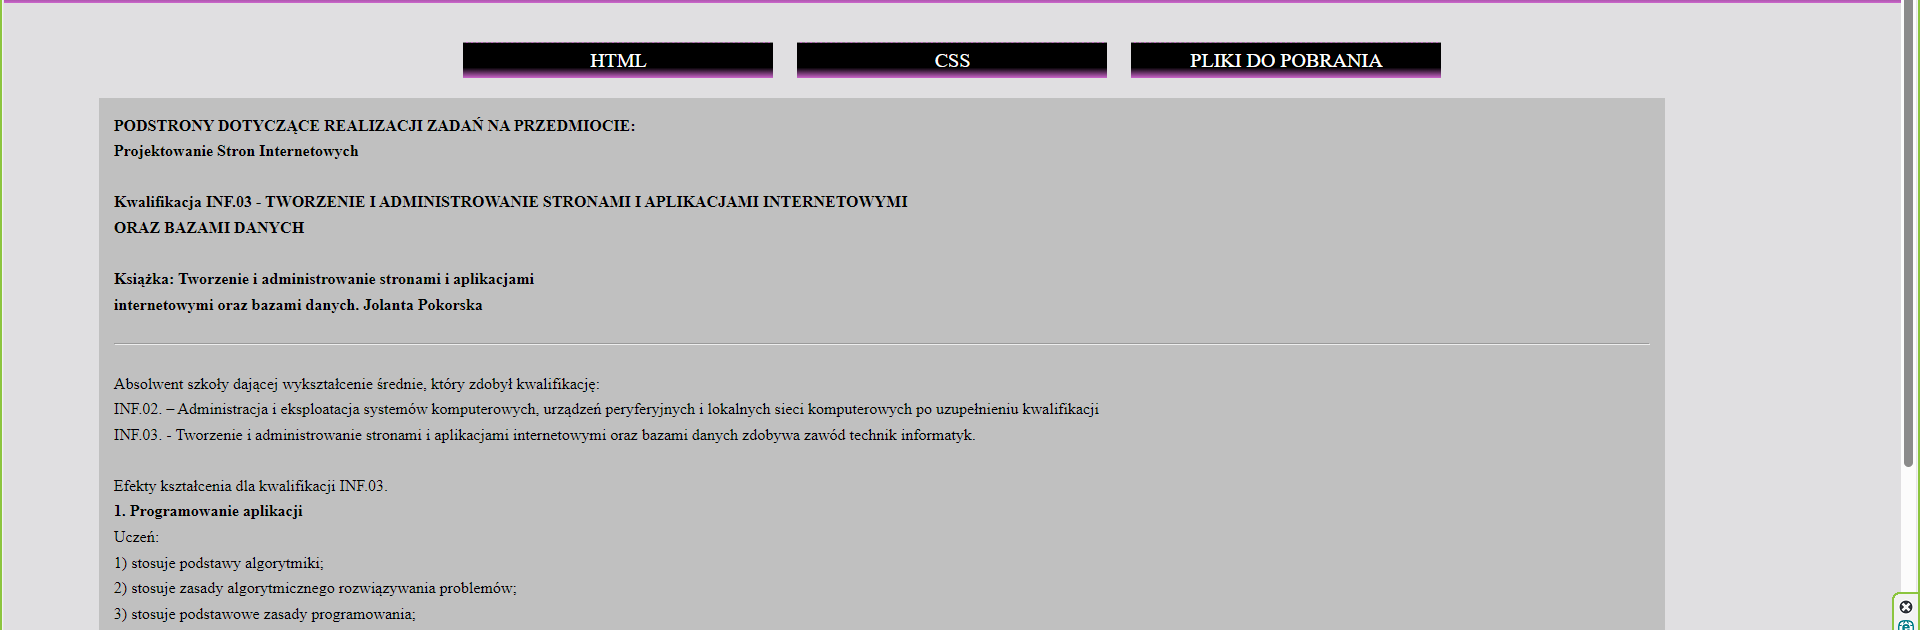 HTML CSS PLIKI DO POBRANIA
PODSTRONY DOTYCZĄCE REALIZACJI ZADAŃ NA PRZEDMIOCIE:
Projektowanie Stron Internetowych
Kwalifikacja INF.03 - TWORZENIE I ADMINISTROWANIE STRONAMI I APLIKACJAMI INTERNETOWYMI
ORAZ BAZAMI DANYCH
Książka: Tworzenie i administrowanie stronami i aplikacjami
internetowymi oraz bazami danych. Jolanta Pokorska
Absolwent szkoły dającej wykształcenie średnie, który zdobył kwalifikację:
INF.02. – Administracja i eksploatacja systemów komputerowych, urządzeń peryferyjnych i lokalnych sieci komputerowych po uzupełnieniu kwalifikacji
INF.03. - Tworzenie i administrowanie stronami i aplikacjami internetowymi oraz bazami danych zdobywa zawód technik informatyk.
Efekty kształcenia dla kwalifikacji INF.03.
1. Programowanie aplikacji
Uczeń:
1) stosuje podstawy algorytmiki;
2) stosuje zasady algorytmicznego rozwiązywania problemów;
3) stosuje podstawowe zasady programowania;